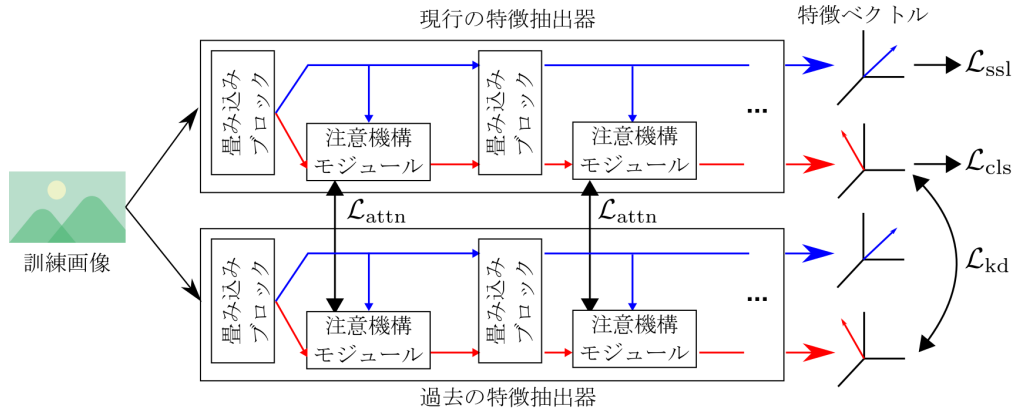 現行の特徴抽出器
特徴ベクトル
畳み込み
ブロック
注意機構
モジュール
畳み込み
ブロック
注意機構
モジュール
...
𝓛ssl
𝓛cls
𝓛attn
𝓛attn
訓練画像
畳み込み
ブロック
注意機構
モジュール
畳み込み
ブロック
注意機構
モジュール
...
𝓛kd
過去の特徴抽出器